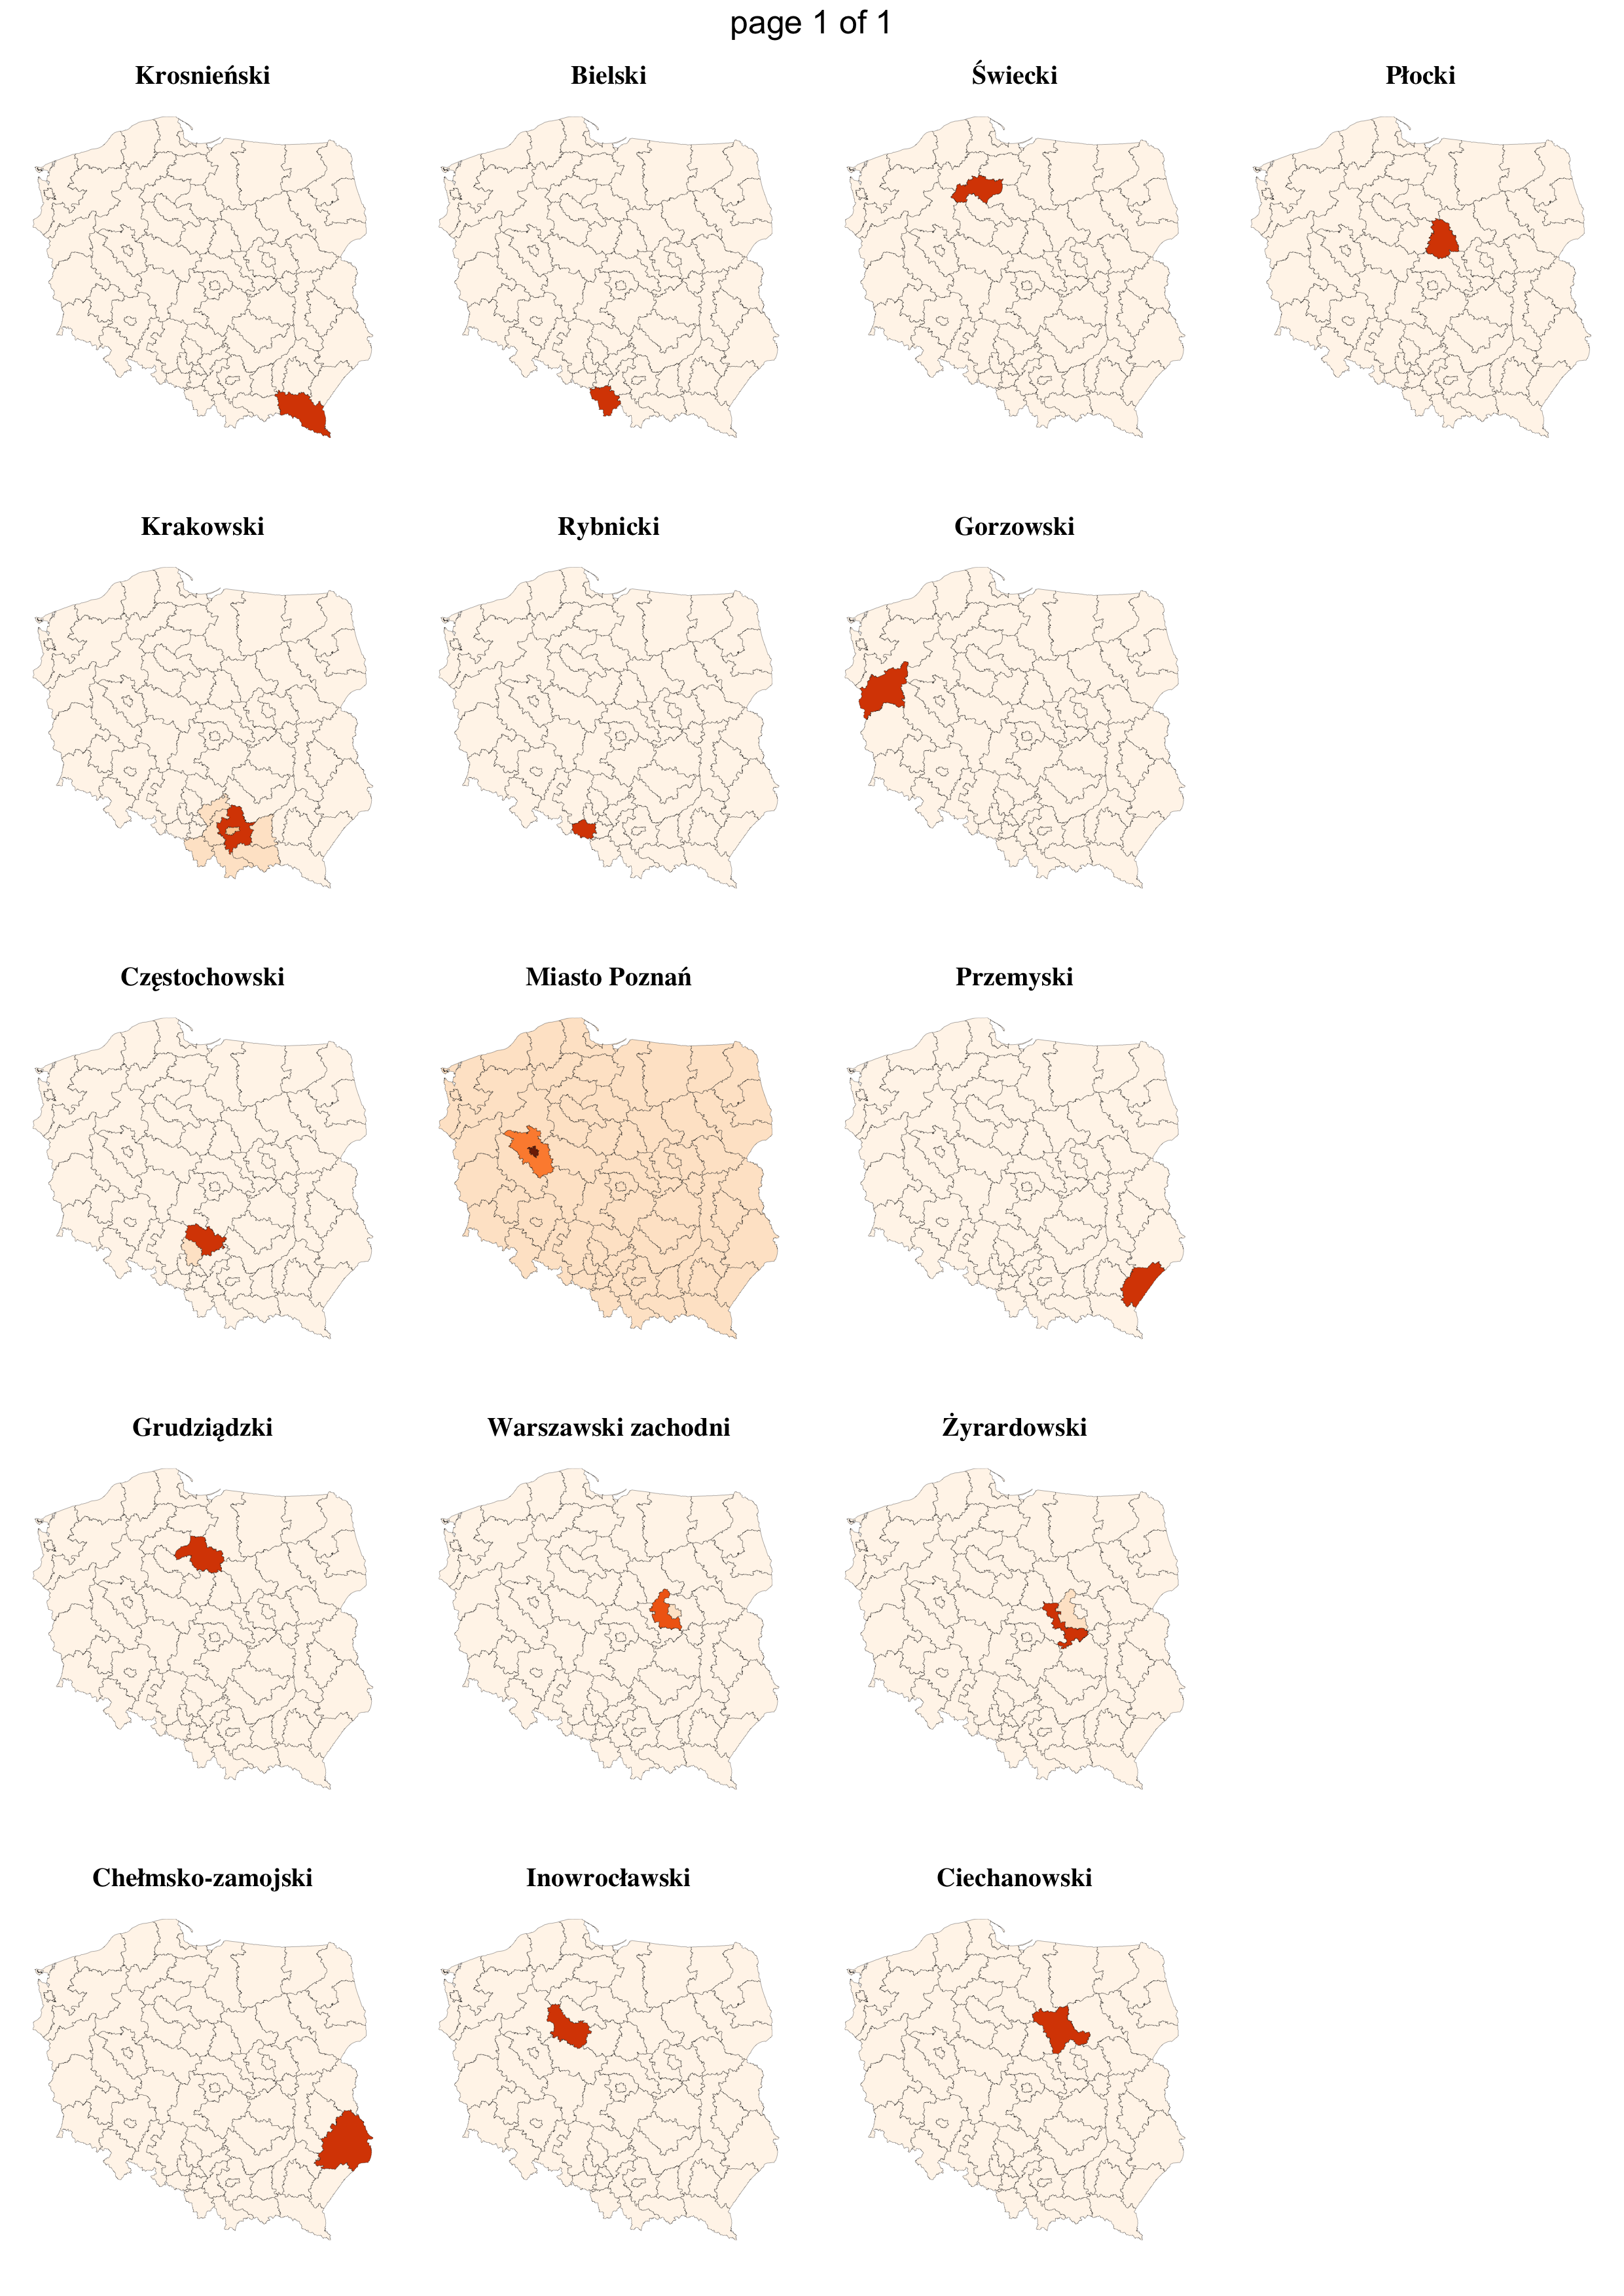 page 1 of 1
Krosnieński
Bielski
Świecki
Płocki
Krakowski
Rybnicki
Gorzowski
Częstochowski
Miasto Poznań
Przemyski
Grudziądzki
Warszawski zachodni
Żyrardowski
Chełmsko-zamojski
Inowrocławski
Ciechanowski